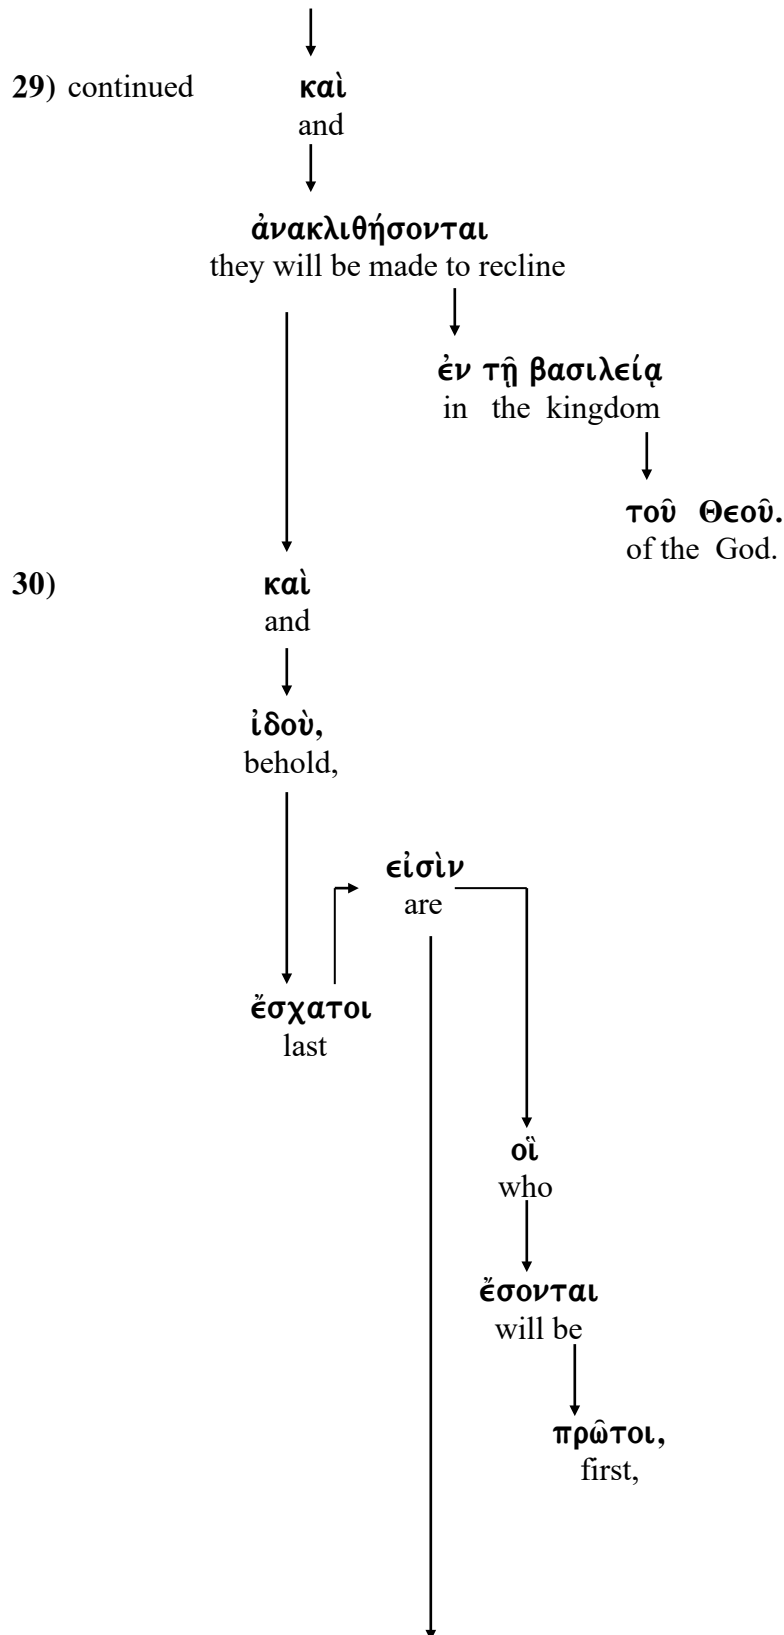 29) continued καὶ
and
ἀνακλιθήσονται
they will be made to recline
ἐν τῇ βασιλείᾳ
in the kingdom
τοῦ Θεοῦ.
of the God.
30) καὶ
and
ἰδοὺ,
behold,
εἰσὶν
are
ἔσχατοι
last
οἳ
who
ἔσονται
will be
πρῶτοι,
first,